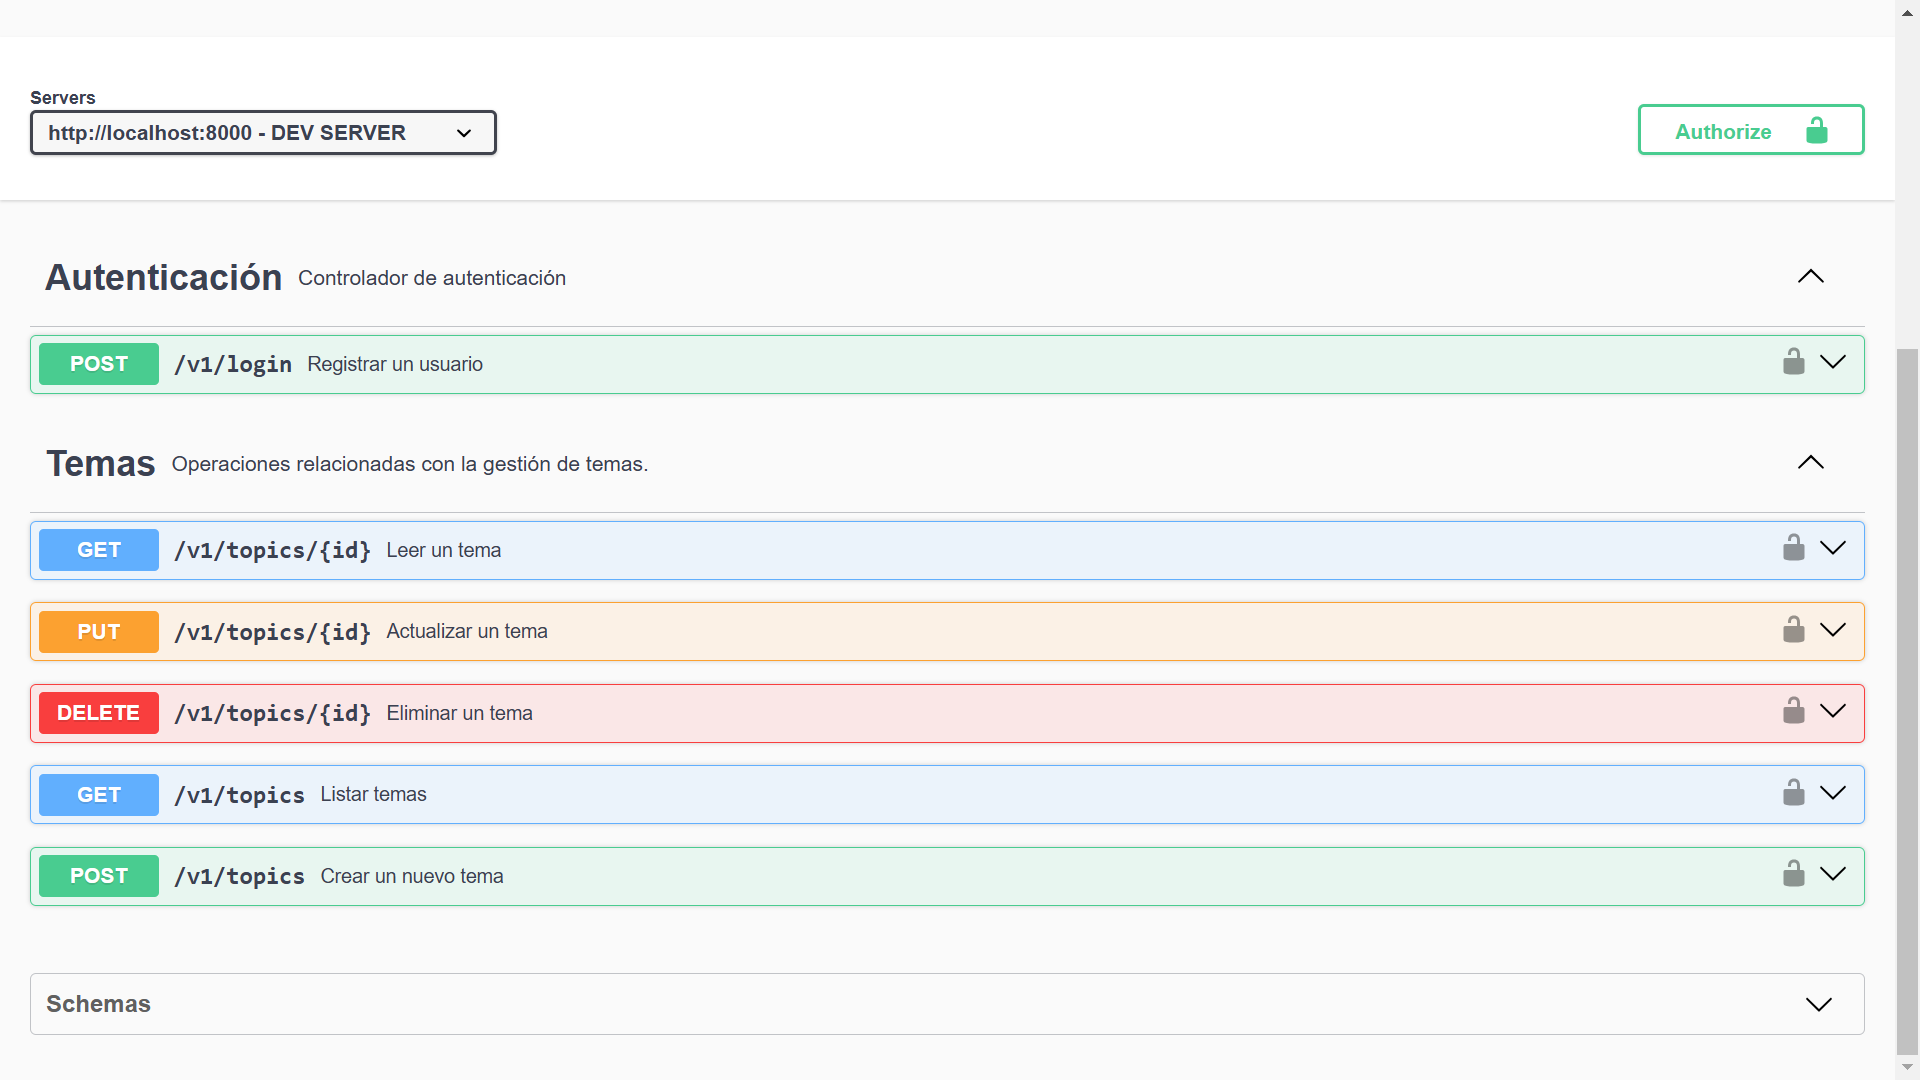 Servers
http://localhost:8000 - DEV SERVER
Authorize
Autenticación Controlador de autenticación
POST /v1/login Registrar un usuario
Temas Operaciones relacionadas con la gestión de temas.
GET /v1/topics/{id} Leer un tema
PUT /v1/topics/{id} Actualizar un tema
DELETE /v1/topics/{id} Eliminar un tema
GET /v1/topics Listar temas
POST /v1/topics Crear un nuevo tema
Schemas